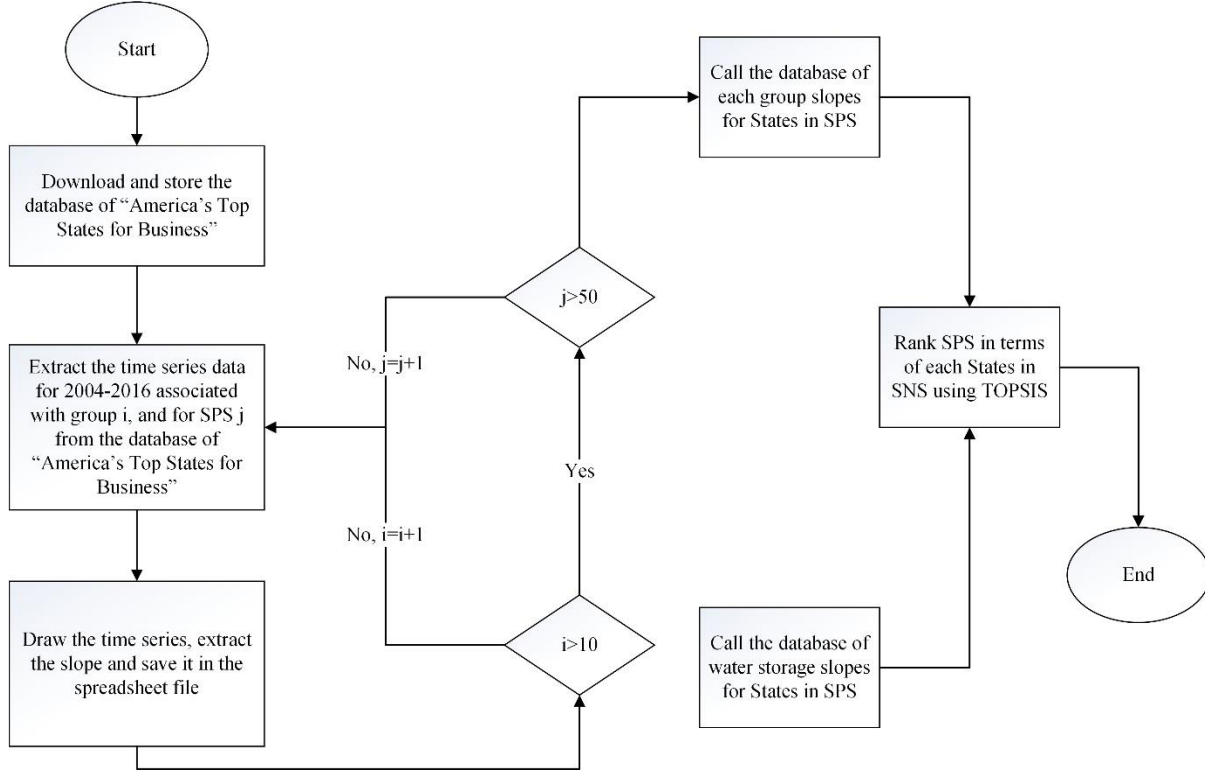 Start
Download and store the
database of “America’s Top
States for Business”
Extract the time series data
for 2004-2016 associated
with group i, and for SPS j
from the database of
“America’s Top States for
Business”
Draw the time series, extract
the slope and save it in the
spreadsheet file
i>10
No, i=i+1
Yes
j>50
No, j=j+1
Call the database of
each group slopes
for States in SPS
Call the database of
water storage slopes
for States in SPS
Rank SPS in terms
of each States in
SNS using TOPSIS
End